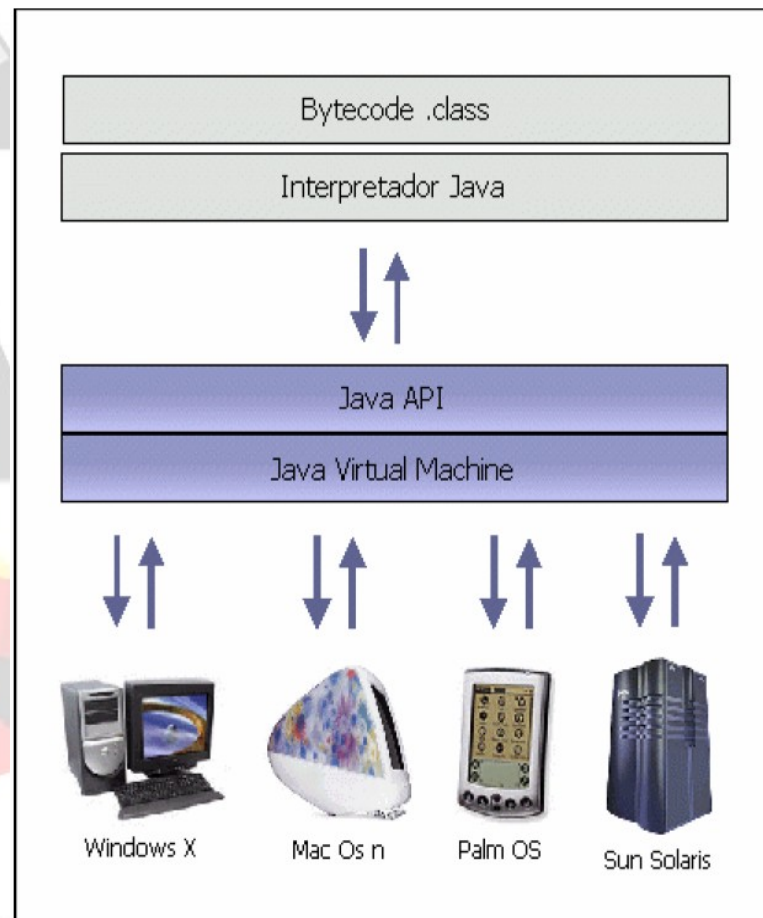 Bytecode .class
Interpretador Java
Java API
Java Virtual Machine
Windows X
Mac Os n
Palm OS
Sun Solaris